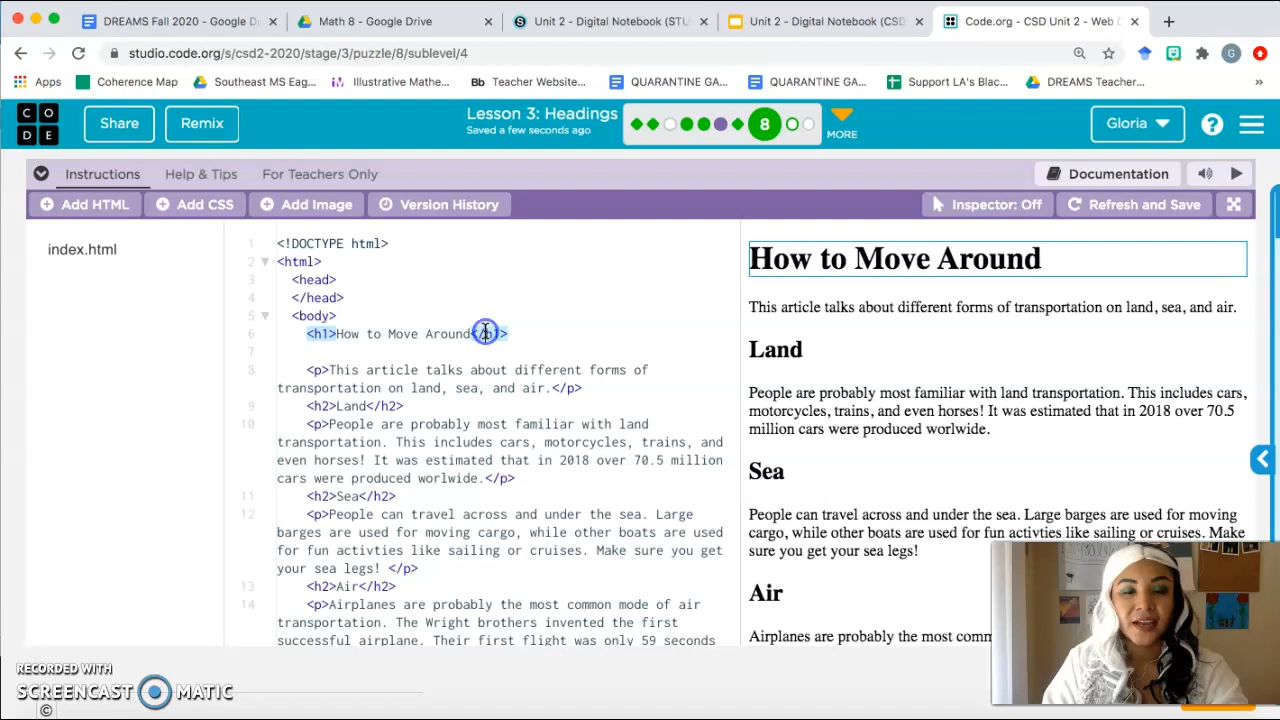 DREAMS Fall 2020 - Google D
Math 8 - Google Drive
Unit 2 - Digital Notebook (STU
Unit 2 - Digital Notebook (CSD
Code.org - CSD Unit 2 - Web D
studio.code.org/s/csd2-2020/stage/3/puzzle/8/sublevel/4
G
Apps
Coherence Map
Southeast MS Eag...
Illustrative Mathe...
Bb Teacher Website...
QUARANTINE GA...
QUARANTINE GA...
Support LA's Blac...
DREAMS Teacher...
»
C O
D E
Share
Remix
Lesson 3: Headings
Saved a few seconds ago
8
MORE
Gloria
?
Instructions
Help & Tips
For Teachers Only
Documentation
Add HTML
Add CSS
Add Image
Version History
Inspector: Off
Refresh and Save
index.html
1 <!DOCTYPE html>
2 <html>
3 <head>
4 </head>
5 <body>
6 <h1>How to Move Around</h1>
7
8 <p>This article talks about different forms of
transportation on land, sea, and air.</p>
9 <h2>Land</h2>
10 <p>People are probably most familiar with land
transportation. This includes cars, motorcycles, trains, and
even horses! It was estimated that in 2018 over 70.5 million
cars were produced worlwide.</p>
11 <h2>Sea</h2>
12 <p>People can travel across and under the sea. Large
barges are used for moving cargo, while other boats are used
for fun activties like sailing or cruises. Make sure you get
your sea legs! </p>
13 <h2>Air</h2>
14 <p>Airplanes are probably the most common mode of air
transportation. The Wright brothers invented the first
successful airplane. Their first flight was only 59 seconds
How to Move Around
This article talks about different forms of transportation on land, sea, and air.
Land
People are probably most familiar with land transportation. This includes cars,
motorcycles, trains, and even horses! It was estimated that in 2018 over 70.5
million cars were produced worlwide.
Sea
People can travel across and under the sea. Large barges are used for moving
cargo, while other boats are used for fun activties like sailing or cruises. Make
sure you get your sea legs!
Air
Airplanes are probably the most comm
RECORDED WITH
SCREENCAST MATIC
©